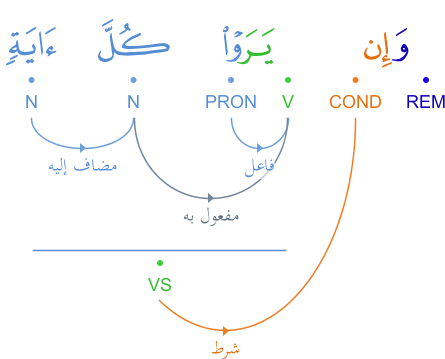 وَإِن يَرَوْا۟ كُلَّ ءَايَةٍ
REM COND V PRON N N
فاعل مضاف إليه
مفعول به
VS
شرط